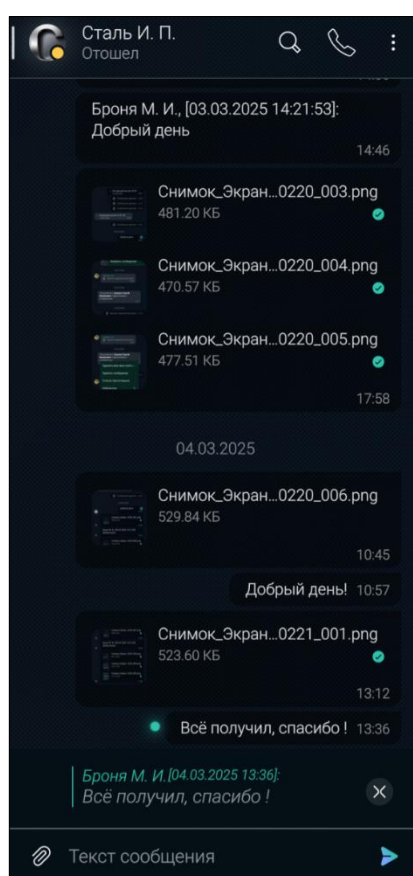 Сталь И. П.
Отошел
Броня М. И., [03.03.2025 14:21:53]:
Добрый день
14:46
Снимок_Экран...0220_003.png
481.20 КБ
Снимок_Экран...0220_004.png
470.57 КБ
Снимок_Экран...0220_005.png
477.51 КБ
17:58
04.03.2025
Снимок_Экран...0220_006.png
529.84 КБ
10:45
Добрый день! 10:57
Снимок_Экран...0221_001.png
523.60 КБ
13:12
Всё получил, спасибо ! 13:36
Броня М. И.[04.03.2025 13:36]:
Всё получил, спасибо !
Текст сообщения